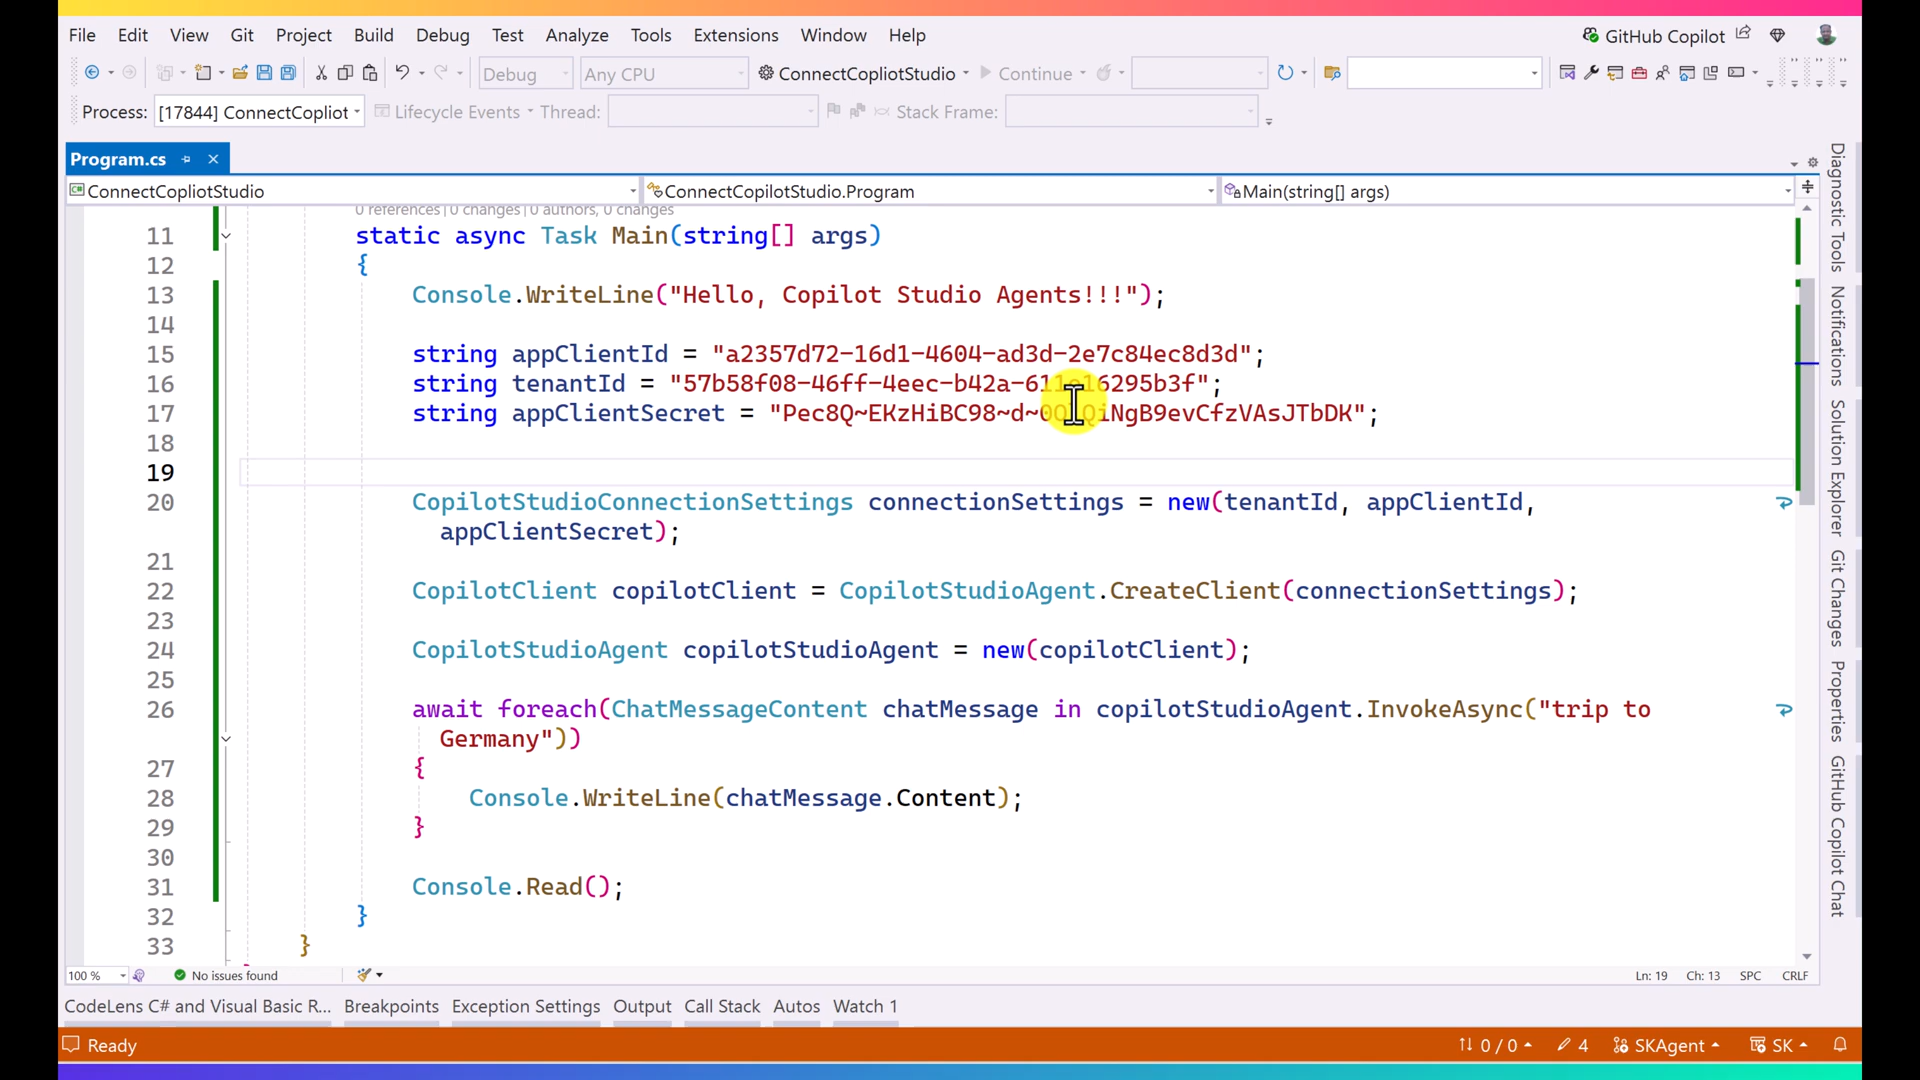 File Edit View Git Project Build Debug Test Analyze Tools Extensions Window Help GitHub Copilot
Debug Any CPU ConnectCopliotStudio Continue
Process: [17844] ConnectCopliot Lifecycle Events Thread: Stack Frame:
Program.cs
ConnectCopliotStudio ConnectCopilotStudio.Program Main(string[] args)
0 references | 0 changes | 0 authors, 0 changes
11 static async Task Main(string[] args)
12 {
13 Console.WriteLine("Hello, Copilot Studio Agents!!!");
14
15 string appClientId = "a2357d72-16d1-4604-ad3d-2e7c84ec8d3d";
16 string tenantId = "57b58f08-46ff-4eec-b42a-611e16295b3f";
17 string appClientSecret =
18
19
20 CopilotStudioConnectionSettings connectionSettings = new(tenantId, appClientId,
appClientSecret);
21
22 CopilotClient copilotClient = CopilotStudioAgent.CreateClient(connectionSettings);
23
24 CopilotStudioAgent copilotStudioAgent = new(copilotClient);
25
26 await foreach(ChatMessageContent chatMessage in copilotStudioAgent.InvokeAsync("trip to
Germany"))
27 {
28 Console.WriteLine(chatMessage.Content);
29 }
30
31 Console.Read();
32 }
33 }
100 % No issues found Ln: 19 Ch: 13 SPC CRLF
CodeLens C# and Visual Basic R... Breakpoints Exception Settings Output Call Stack Autos Watch 1
Ready 0 / 0 4 SKAgent SK
Diagnostic Tools
Notifications
Solution Explorer
Git Changes
Properties
GitHub Copilot Chat